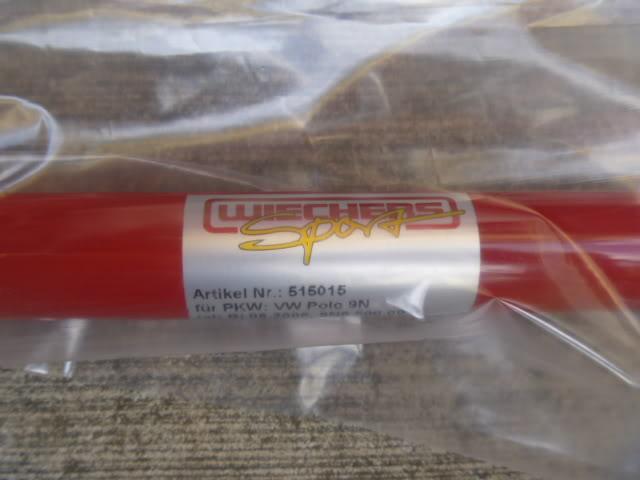 WIECHERS
Sport
Artikel Nr.: 515015
für PKW: VW Polo 9N